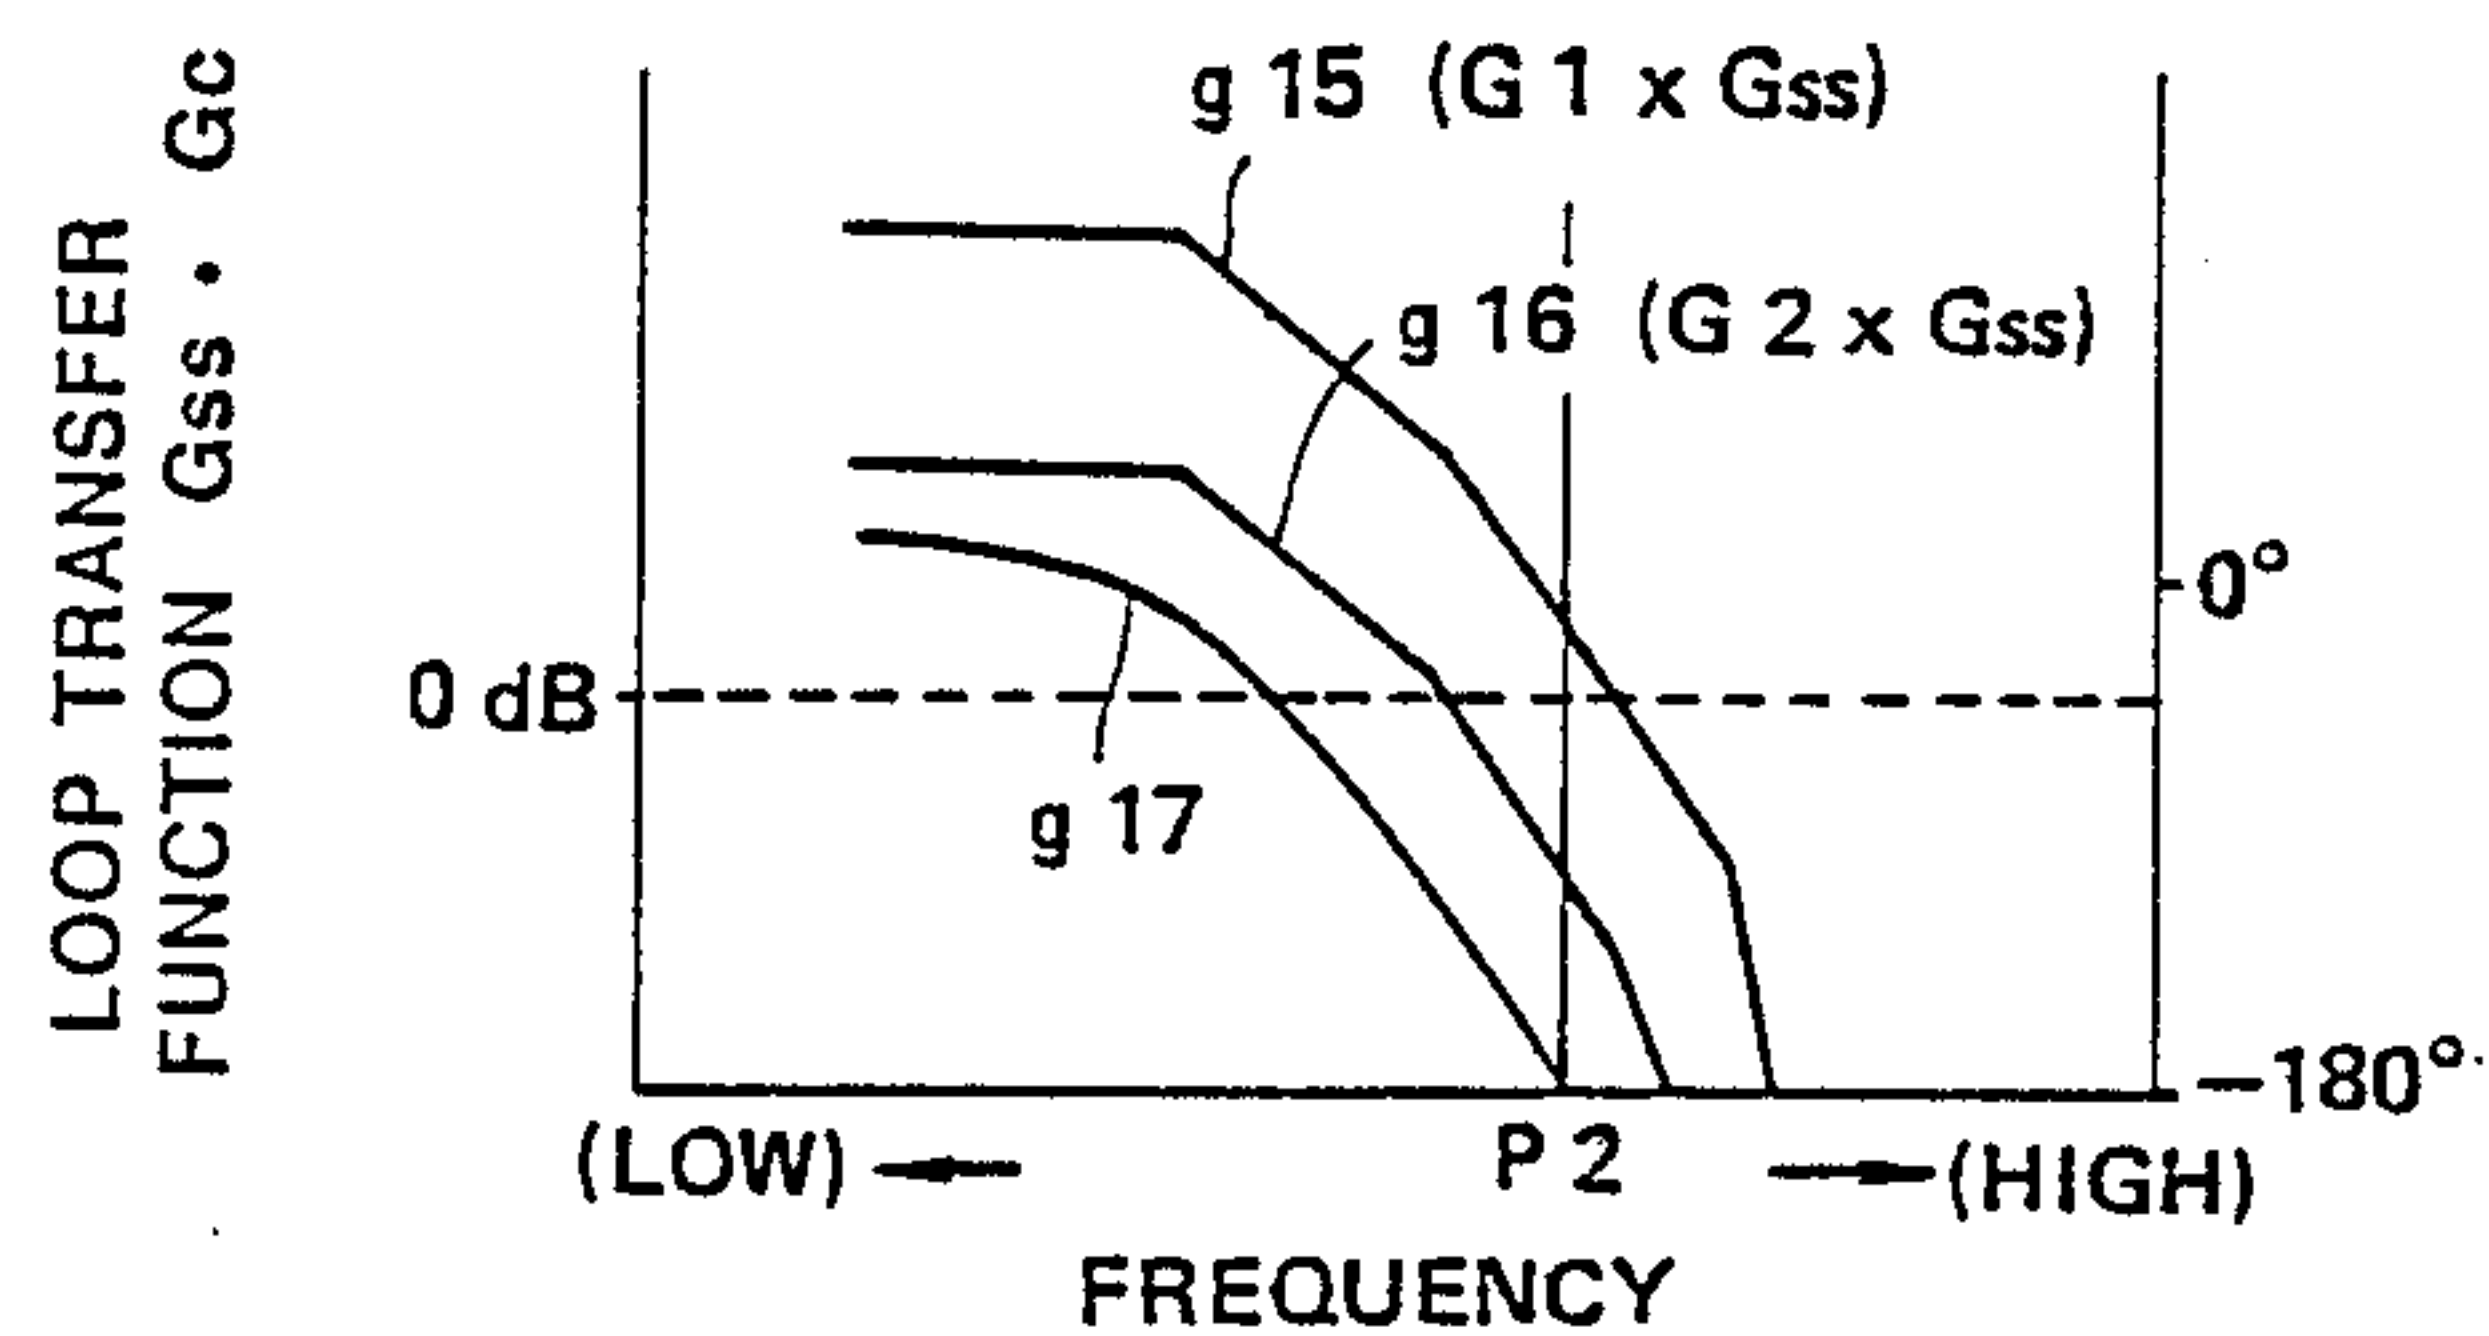 LOOP TRANSFER
FUNCTION Gss · Gc
g 15 (G 1 x Gss)
g 16 (G 2 x Gss)
0°
0 dB
g 17
-180°
(LOW)
P 2
(HIGH)
FREQUENCY